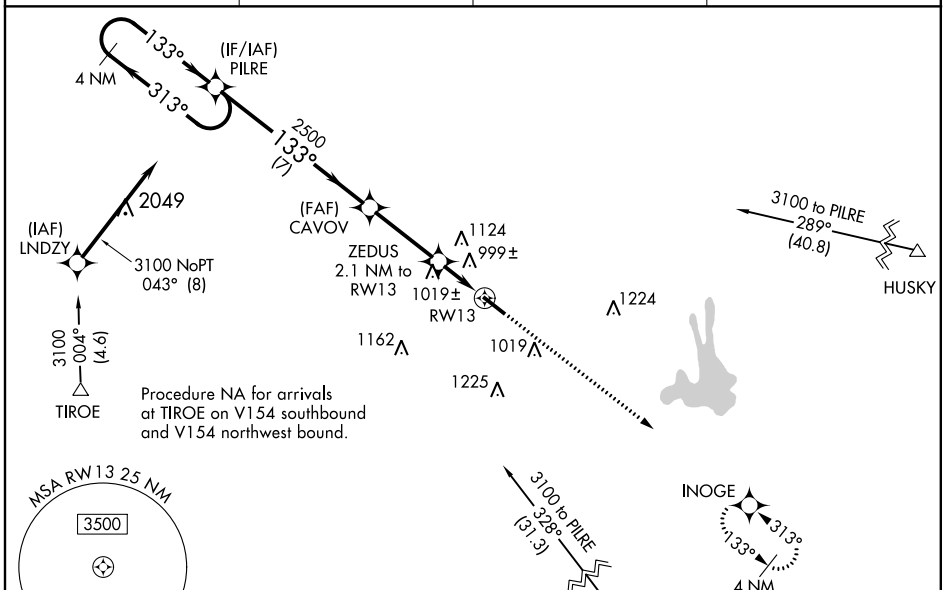 133°
4 NM
313°
(IF/IAF)
PILRE
2500
133°
(7)
(IAF)
LNDZY
2049
3100 NoPT
043° (8)
3100
004°
(4.6)
TIROE
(FAF)
CAVOV
ZEDUS
2.1 NM to
RW13
1124
999±
1019±
RW13
1162
1019
1225
1224
3100 to PILRE
289°
(40.8)
HUSKY
Procedure NA for arrivals
at TIROE on V154 southbound
and V154 northwest bound.
MSA RW13 25 NM
3500
3100 to PILRE
328°
(31.3)
INOGE
313°
133°
4 NM